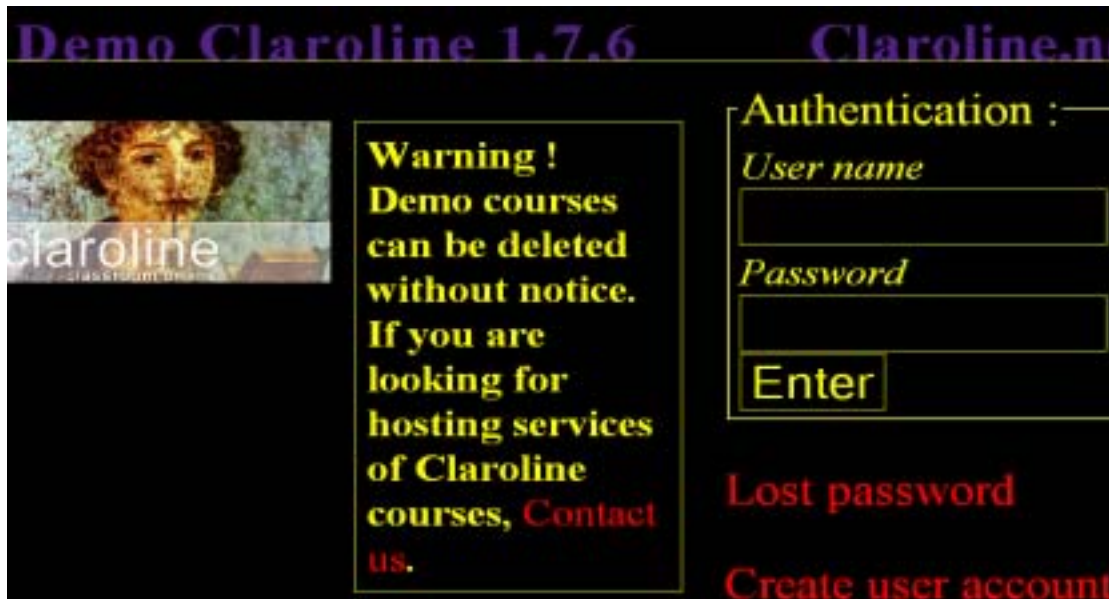 Demo Claroline 1.7.6
Claroline.n
claroline
Warning !
Demo courses
can be deleted
without notice.
If you are
looking for
hosting services
of Claroline
courses, Contact
us.
Authentication :
User name
Password
Enter
Lost password
Create user account